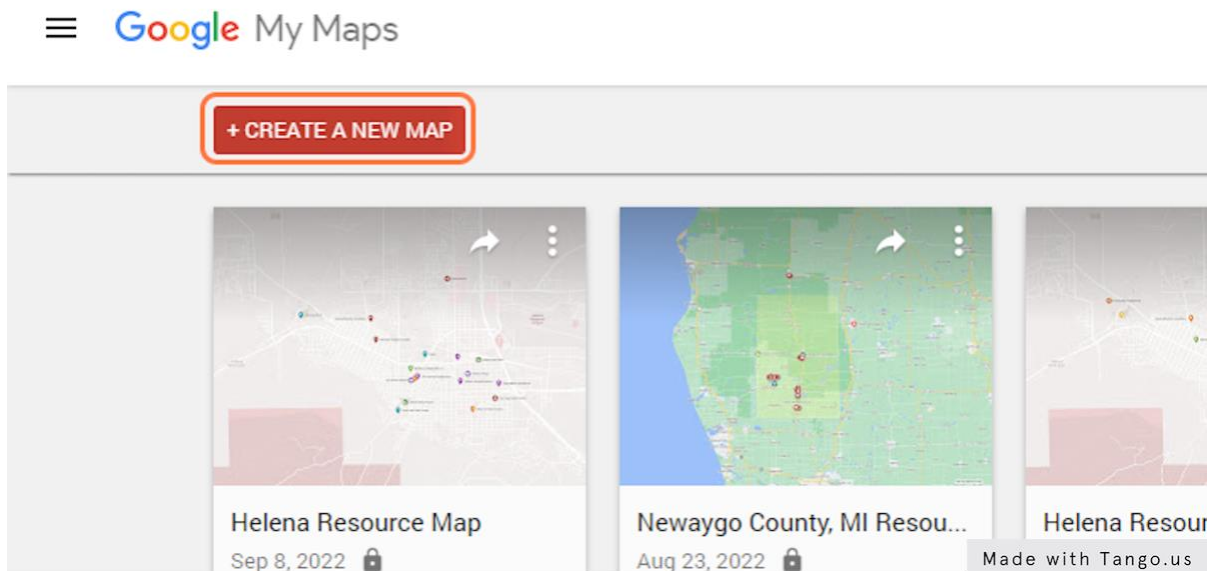 Google My Maps
+ CREATE A NEW MAP
Helena Resource Map
Newaygo County, MI Resou...
Helena Resour
Sep 8, 2022
Aug 23, 2022
Made with Tango.us